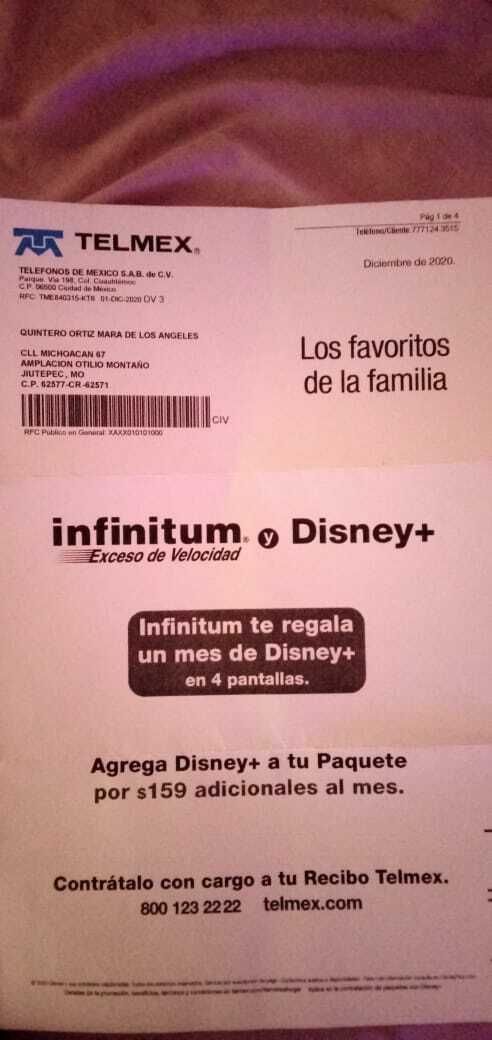 Pág 1 de 4
TELMEX®
Teléfono/Cliente 777124 3515
TELEFONOS DE MEXICO S.A.B. de C.V.
Parque. Vía 198, Col. Cuauhtémoc
C.P. 06500 Ciudad de México
RFC: TME840315-KT6 01-DIC-2020 DV 3
Diciembre de 2020.
QUINTERO ORTIZ MARA DE LOS ANGELES
CLL MICHOACAN 67
AMPLACION OTILIO MONTAÑO
JIUTEPEC, MO
C.P. 62577-CR -62571
CIV
RFC Público en General: XAXX010101000
Los favoritos
de la familia
infinitum® y Disney+
Exceso de Velocidad
Infinitum te regala
un mes de Disney+
en 4 pantallas.
Agrega Disney+ a tu Paquete
por $159 adicionales al mes.
Contrátalo con cargo a tu Recibo Telmex.
800 123 2222 telmex.com